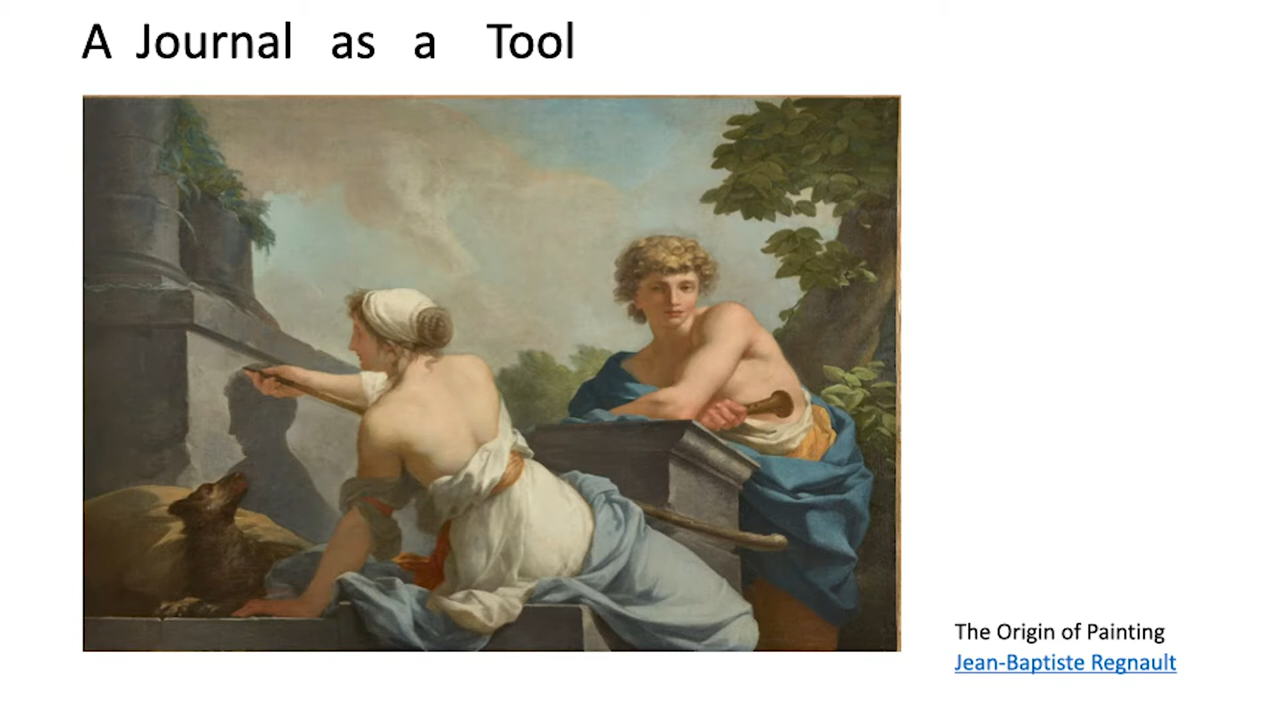 A Journal as a Tool
The Origin of Painting
Jean-Baptiste Regnault